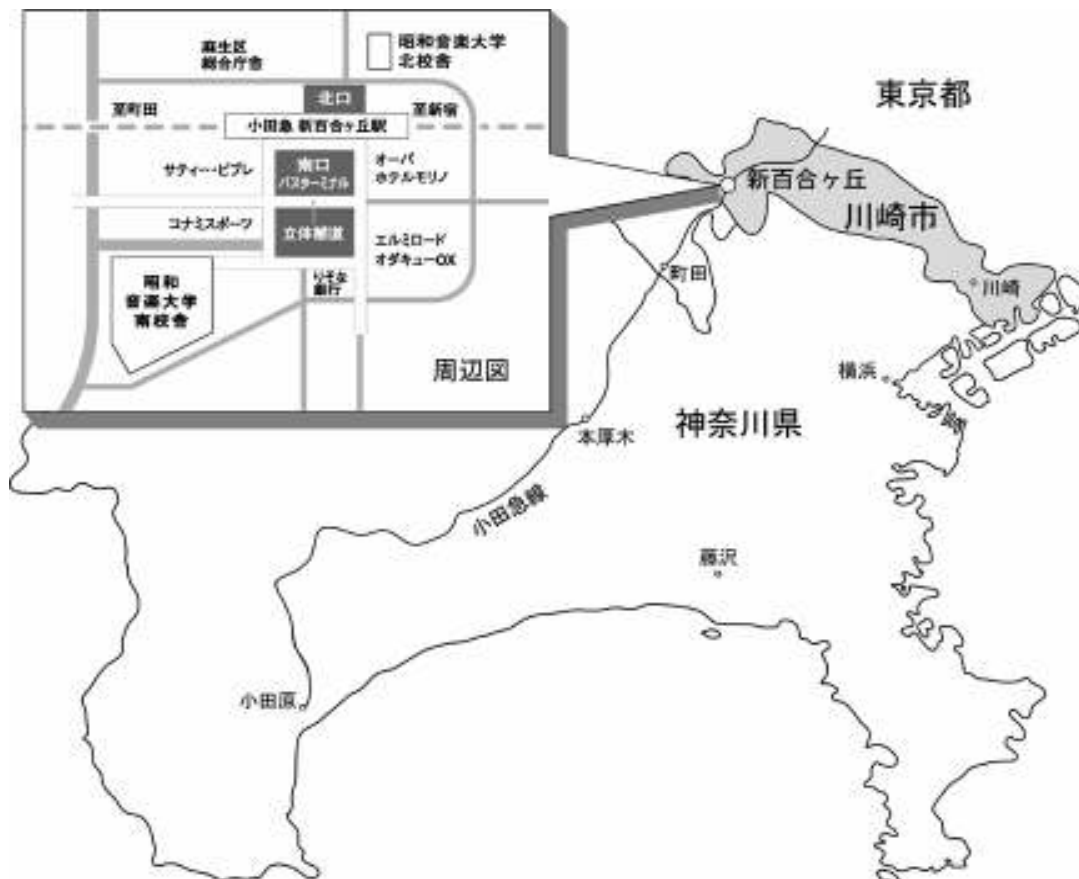 麻生区
総合庁舎
昭和音楽大学
北校舎
北口
至町田
至新宿
小田急 新百合ヶ丘駅
サティー・ビブレ
南口
バスターミナル
オーパ
ホテルモリノ
コナミスポーツ
立体舗道
エルミロード
オダキューOX
昭和
音楽大学
南校舎
りそな
銀行
周辺図
東京都
新百合ヶ丘
川崎市
町田
川崎
横浜
神奈川県
本厚木
小田急線
藤沢
小田原